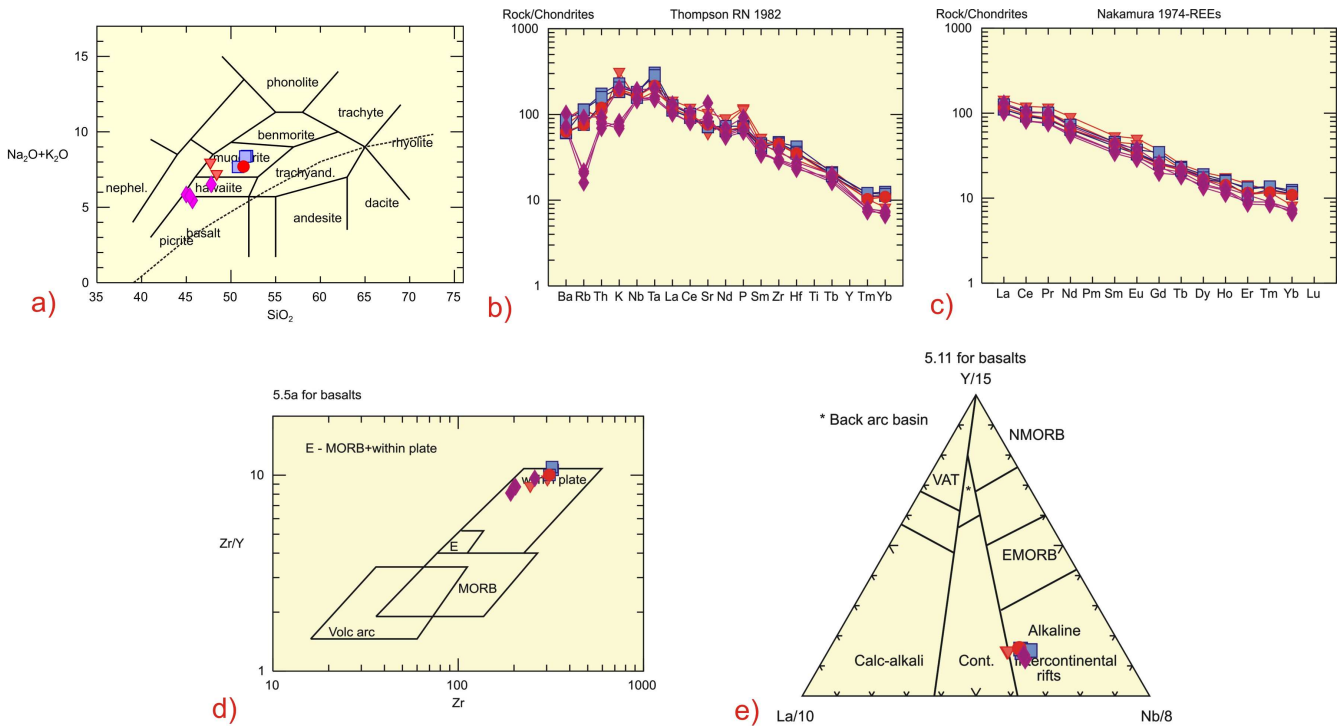 15
10
Na₂O+K₂O
5
0
35 40 45 50 55 60 65 70 75
SiO₂
phonolite
trachyte
benmorite
rhyolite
mugearite
trachyand.
nephel.
hawaiite
dacite
andesite
basalt
picrite
a)
Rock/Chondrites
Thompson RN 1982
1000
100
10
1
Ba Rb Th K Nb Ta La Ce Sr Nd P Sm Zr Hf Ti Tb Y Tm Yb
b)
Rock/Chondrites
Nakamura 1974-REEs
1000
100
10
1
La Ce Pr Nd Pm Sm Eu Gd Tb Dy Ho Er Tm Yb Lu
c)
5.5a for basalts
E - MORB+within plate
10
within plate
Zr/Y
E
MORB
Volc arc
1
10 100 1000
Zr
d)
5.11 for basalts
Y/15
* Back arc basin
NMORB
VAT
*
EMORB
Alkaline
Calc-alkali
Cont.
intercontinental
rifts
La/10
Nb/8
e)